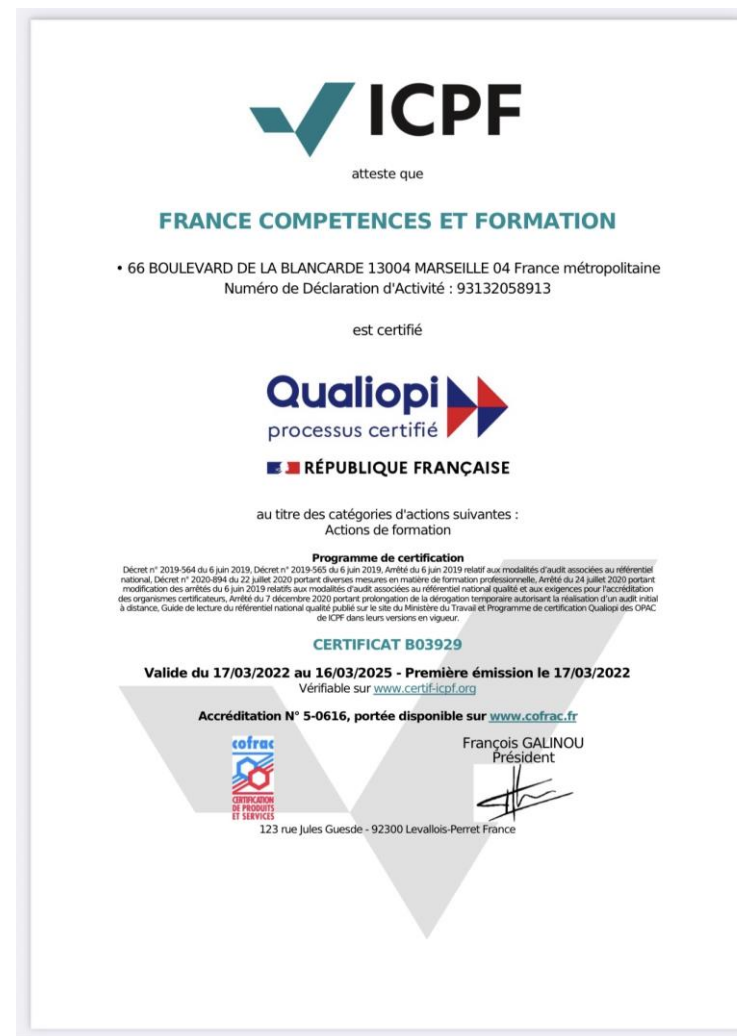 ICPF
atteste que
FRANCE COMPETENCES ET FORMATION
• 66 BOULEVARD DE LA BLANCARDE 13004 MARSEILLE 04 France métropolitaine
Numéro de Déclaration d'Activité : 93132058913
est certifié
Qualiopi
processus certifié
RÉPUBLIQUE FRANÇAISE
au titre des catégories d'actions suivantes :
Actions de formation
Programme de certification
Décret n° 2019-564 du 6 juin 2019, Décret n° 2019-565 du 6 juin 2019, Arrêté du 6 juin 2019 relatif aux modalités d'audit associées au référentiel
national, Décret n° 2020-894 du 22 juillet 2020 portant diverses mesures en matière de formation professionnelle, Arrêté du 24 juillet 2020 portant
modification des arrêtés du 6 juin 2019 relatifs aux modalités d'audit associées au référentiel national qualité et aux exigences pour l'accréditation
des organismes certificateurs, Arrêté du 7 décembre 2020 portant prolongation de la dérogation temporaire autorisant la réalisation d'un audit initial
à distance, Guide de lecture du référentiel national qualité publié sur le site du Ministère du Travail et Programme de certification Qualiopi des OPAC
de ICPF dans leurs versions en vigueur.
CERTIFICAT B03929
Valide du 17/03/2022 au 16/03/2025 - Première émission le 17/03/2022
Vérifiable sur www.certif-icpf.org
Accréditation N° 5-0616, portée disponible sur www.cofrac.fr
cofrac
CERTIFICATION
DE PRODUITS
ET SERVICES
François GALINOU
Président
123 rue Jules Guesde - 92300 Levallois-Perret France